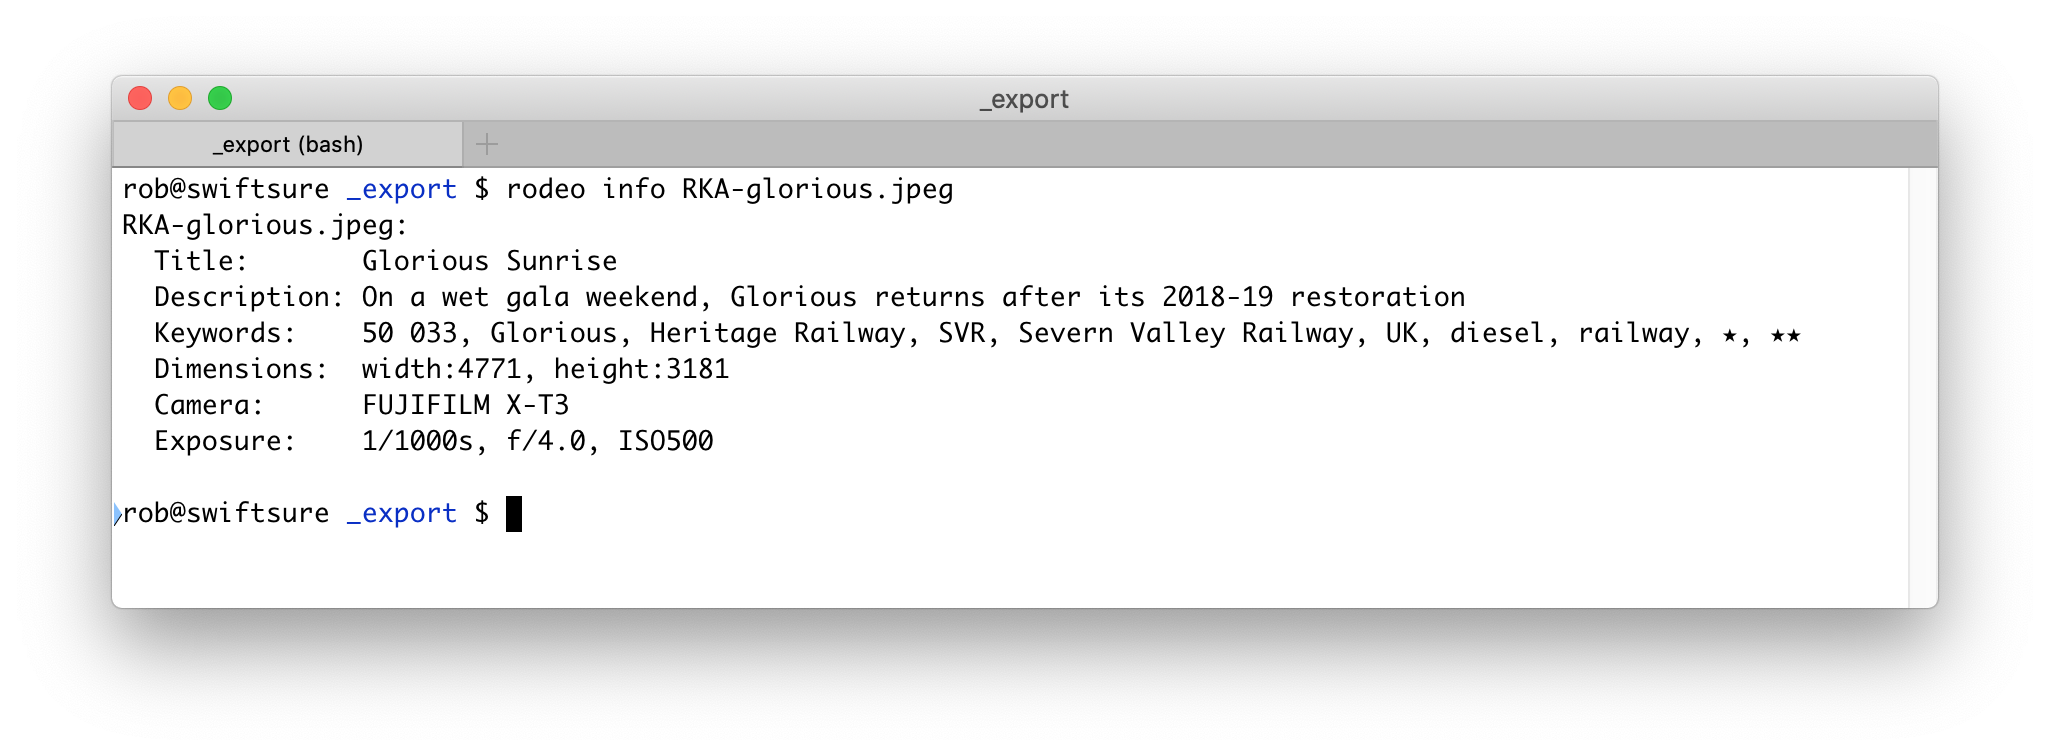 _export
_export (bash)
rob@swiftsure _export $ rodeo info RKA-glorious.jpeg
RKA-glorious.jpeg:
  Title:       Glorious Sunrise
  Description: On a wet gala weekend, Glorious returns after its 2018-19 restoration
  Keywords:    50 033, Glorious, Heritage Railway, SVR, Severn Valley Railway, UK, diesel, railway, ★, ★★
  Dimensions:  width:4771, height:3181
  Camera:      FUJIFILM X-T3
  Exposure:    1/1000s, f/4.0, ISO500
rob@swiftsure _export $